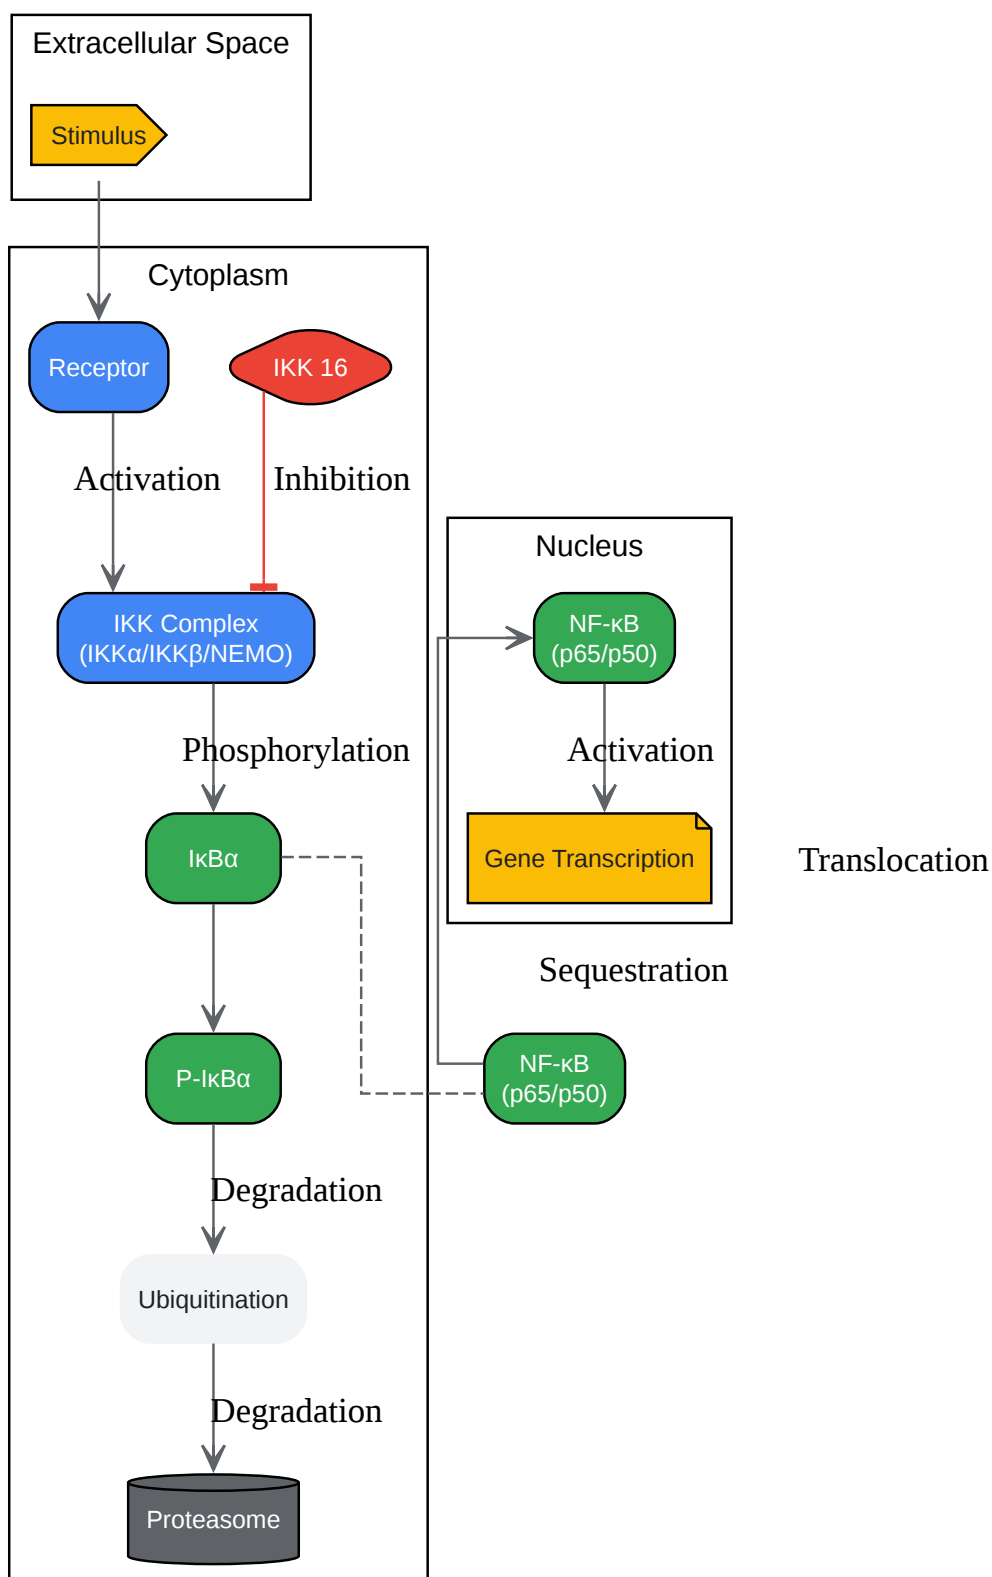 Extracellular Space
Stimulus
Cytoplasm
Receptor
IKK 16
Activation
Inhibition
IKK Complex
(IKKα/IKKβ/NEMO)
Phosphorylation
IκBα
P-IκBα
Degradation
Ubiquitination
Degradation
Proteasome
Nucleus
NF-κB
(p65/p50)
Activation
Gene Transcription
Translocation
Sequestration
NF-κB
(p65/p50)